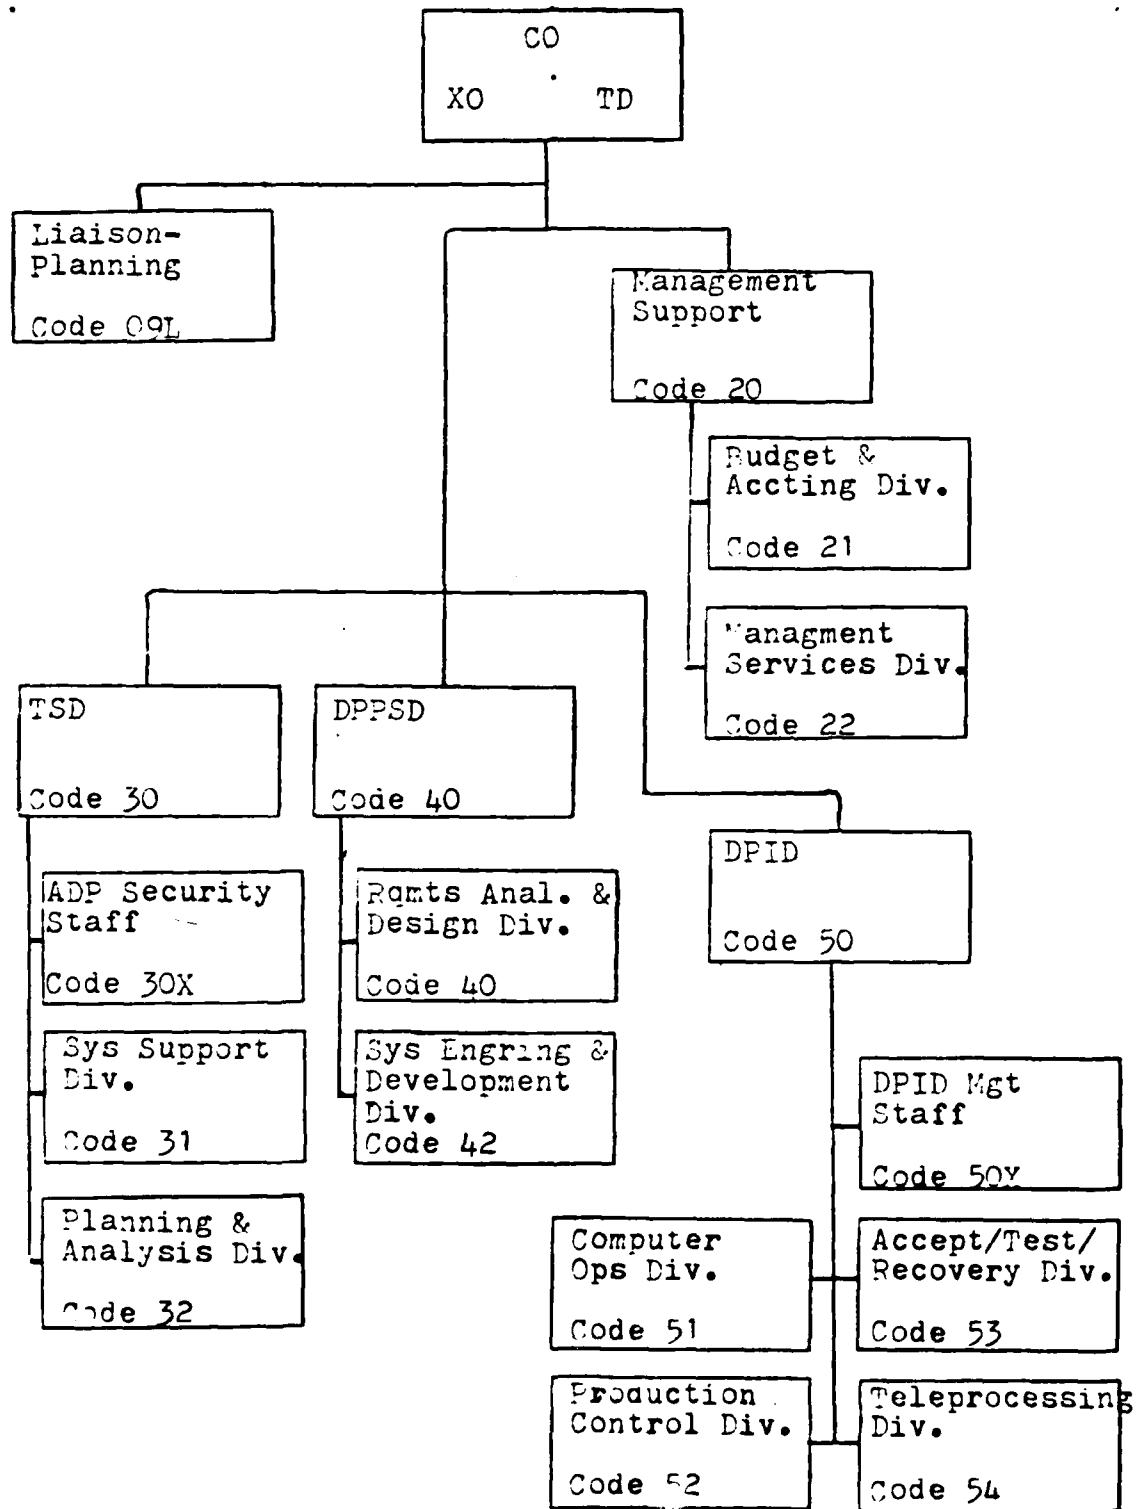 CO
XO TD
Liaison-
Planning
Code 09L
Management
Support
Code 20
Budget &
Accting Div.
Code 21
Managment
Services Div.
Code 22
TSD
Code 30
DPPSD
Code 40
DPID
Code 50
ADP Security
Staff
Code 30X
Rqmts Anal. &
Design Div.
Code 40
Sys Support
Div.
Code 31
Sys Engring &
Development
Div.
Code 42
DPID Mgt
Staff
Code 50X
Planning &
Analysis Div.
Code 32
Computer
Ops Div.
Code 51
Accept/Test/
Recovery Div.
Code 53
Production
Control Div.
Code 52
Teleprocessing
Div.
Code 54